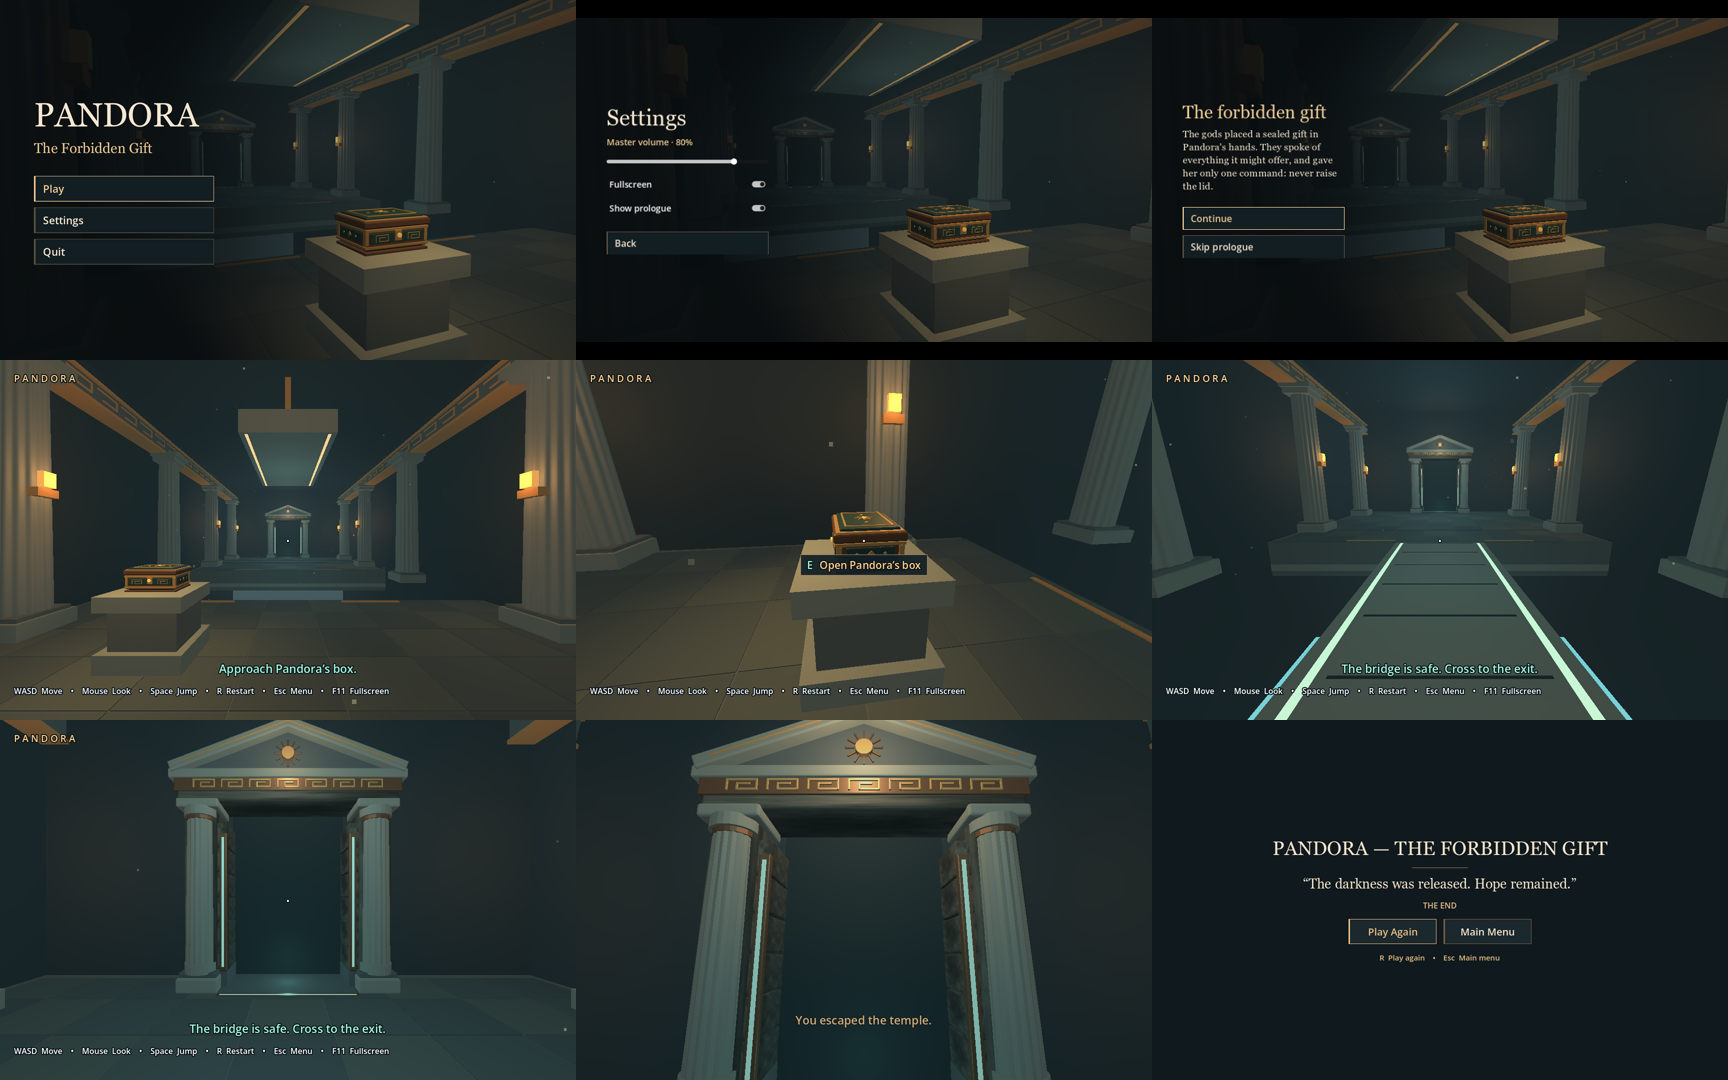 PANDORA
The Forbidden Gift
Play
Settings
Quit
Settings
Master volume · 80%
Fullscreen
Show prologue
Back
The forbidden gift
The gods placed a sealed gift in
Pandora's hands. They spoke of
everything it might offer, and gave
her only one command: never raise
the lid.
Continue
Skip prologue
PANDORA
Approach Pandora's box.
WASD Move • Mouse Look • Space Jump • R Restart • Esc Menu • F11 Fullscreen
PANDORA
E Open Pandora's box
WASD Move • Mouse Look • Space Jump • R Restart • Esc Menu • F11 Fullscreen
PANDORA
The bridge is safe. Cross to the exit.
WASD Move • Mouse Look • Space Jump • R Restart • Esc Menu • F11 Fullscreen
PANDORA
The bridge is safe. Cross to the exit.
WASD Move • Mouse Look • Space Jump • R Restart • Esc Menu • F11 Fullscreen
You escaped the temple.
PANDORA — THE FORBIDDEN GIFT
“The darkness was released. Hope remained.”
THE END
Play Again
Main Menu
R Play again • Esc Main menu